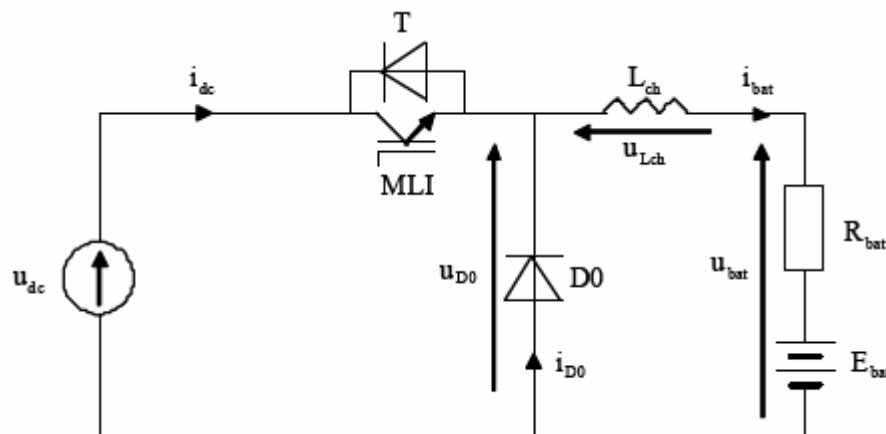 T
i_dc
L_ch
i_bat
u_Lch
MLI
R_bat
u_dc
u_D0
D0
u_bat
i_D0
E_ba